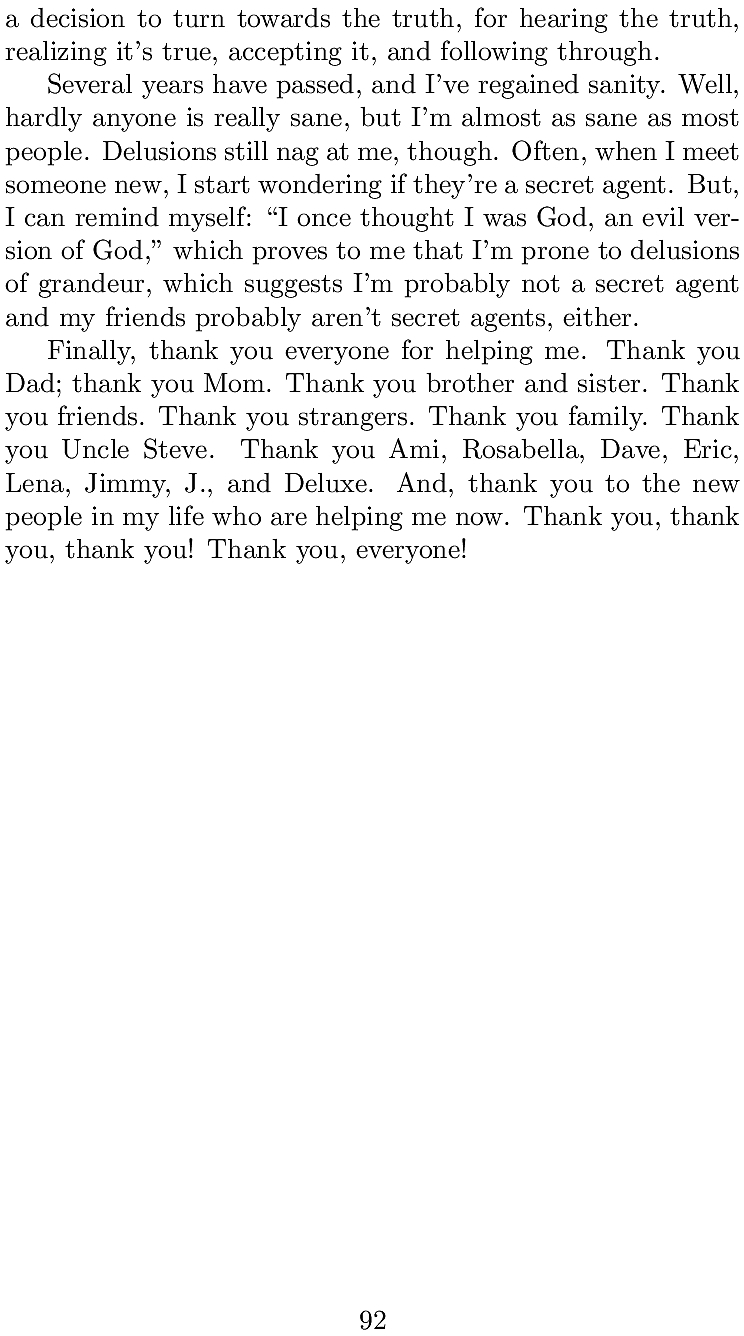 a decision to turn towards the truth, for hearing the truth,
realizing it's true, accepting it, and following through.
Several years have passed, and I've regained sanity. Well,
hardly anyone is really sane, but I'm almost as sane as most
people. Delusions still nag at me, though. Often, when I meet
someone new, I start wondering if they're a secret agent. But,
I can remind myself: “I once thought I was God, an evil ver-
sion of God,” which proves to me that I'm prone to delusions
of grandeur, which suggests I'm probably not a secret agent
and my friends probably aren't secret agents, either.
Finally, thank you everyone for helping me. Thank you
Dad; thank you Mom. Thank you brother and sister. Thank
you friends. Thank you strangers. Thank you family. Thank
you Uncle Steve. Thank you Ami, Rosabella, Dave, Eric,
Lena, Jimmy, J., and Deluxe. And, thank you to the new
people in my life who are helping me now. Thank you, thank
you, thank you! Thank you, everyone!
92